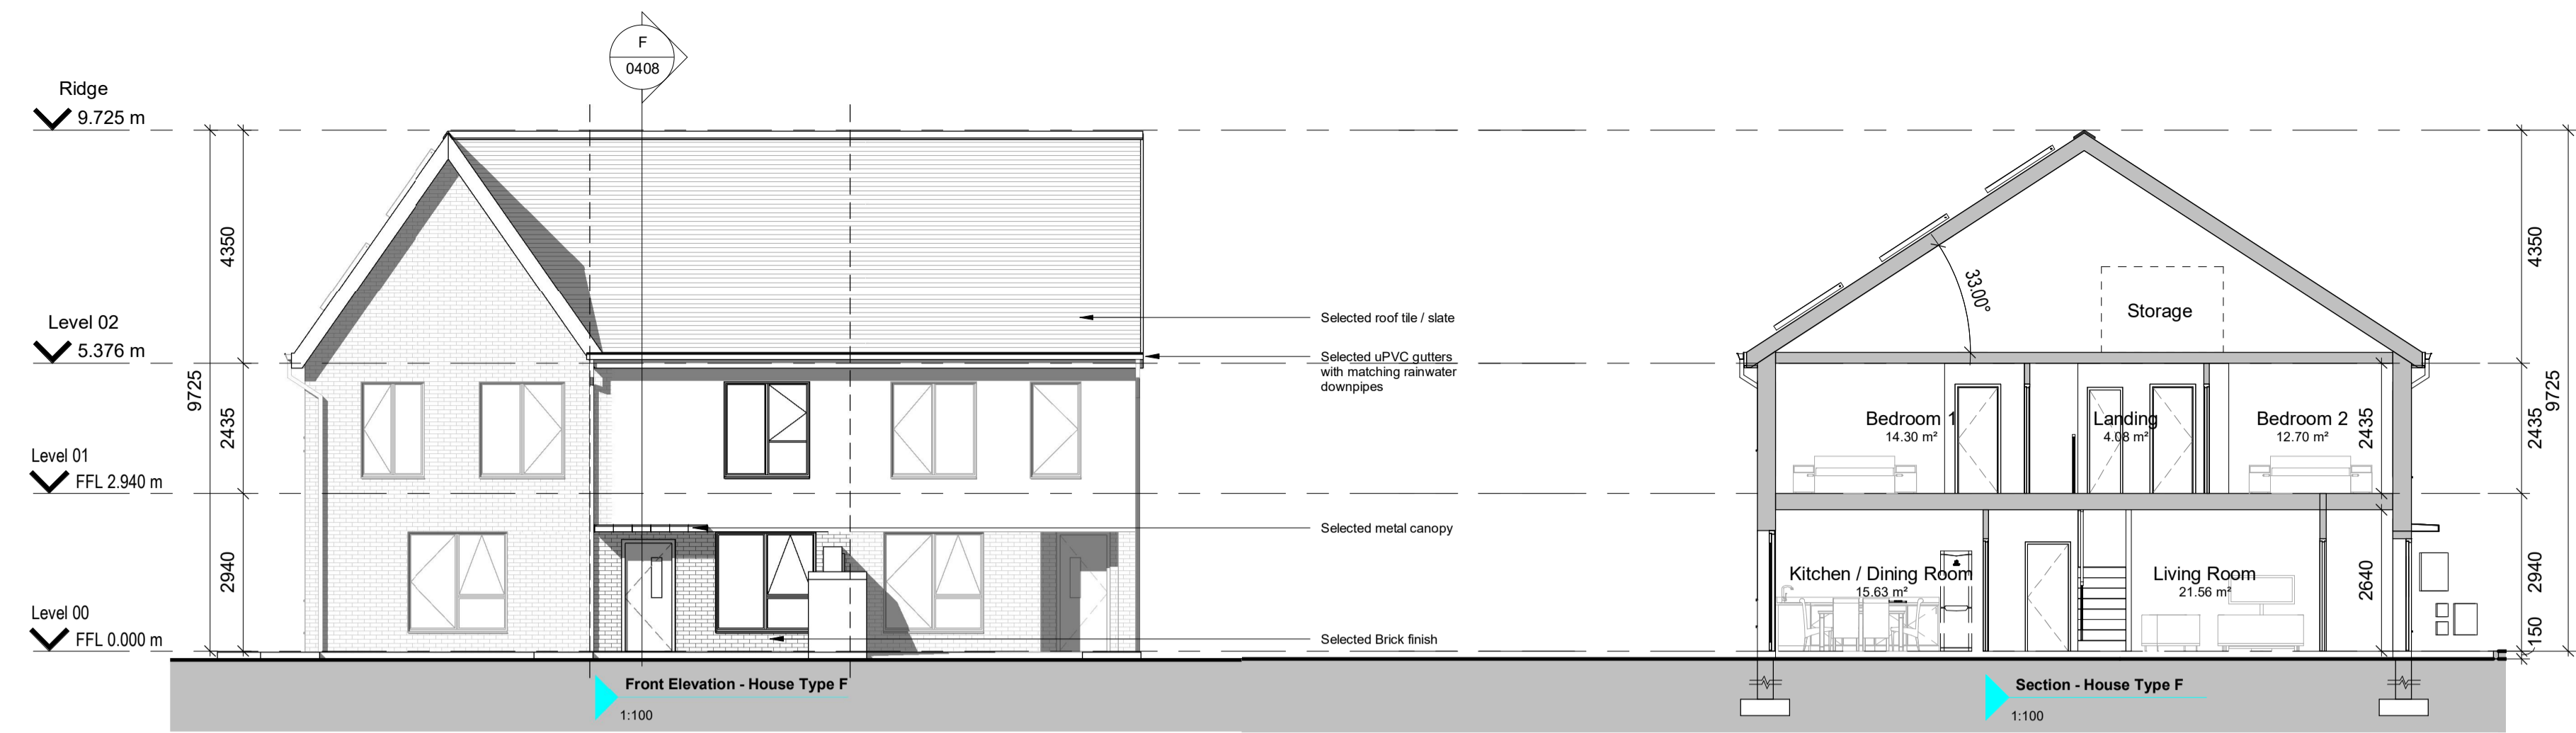 F
0408
Ridge
9.725 m
Level 02
5.376 m
Level 01
FFL 2.940 m
Level 00
FFL 0.000 m
9725
4350
2435
2940
Selected roof tile / slate
Selected uPVC gutters
with matching rainwater
downpipes
Selected metal canopy
Selected Brick finish
Front Elevation - House Type F
1:100
33.00°
Storage
Bedroom 1
14.30 m²
Landing
4.08 m²
Bedroom 2
12.70 m²
2435
Kitchen / Dining Room
15.63 m²
Living Room
21.56 m²
2640
4350
2435
2940
150
9725
Section - House Type F
1:100